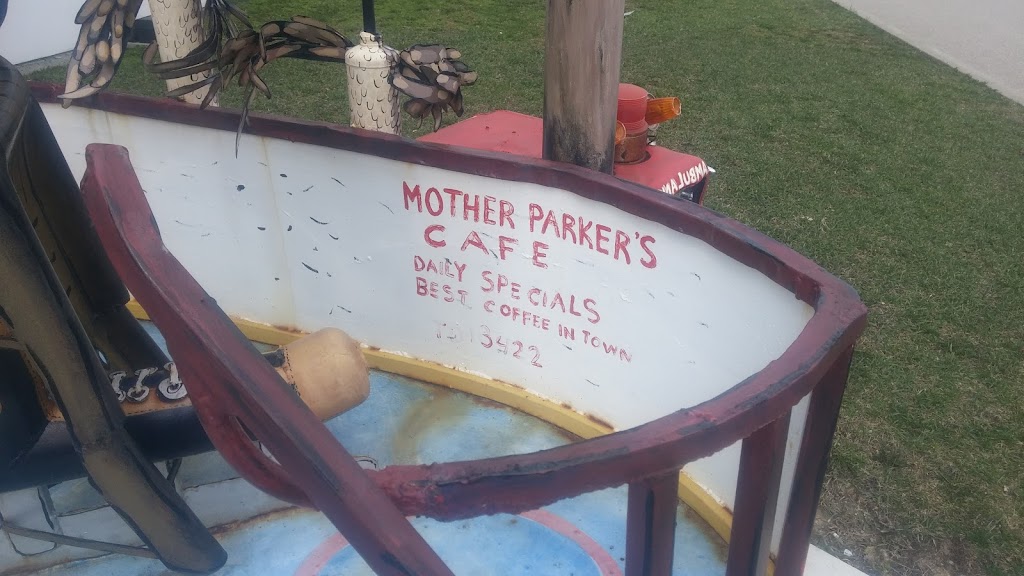 MOTHER PARKER'S
CAFE
DAILY SPECIALS
BEST COFFEE IN TOWN